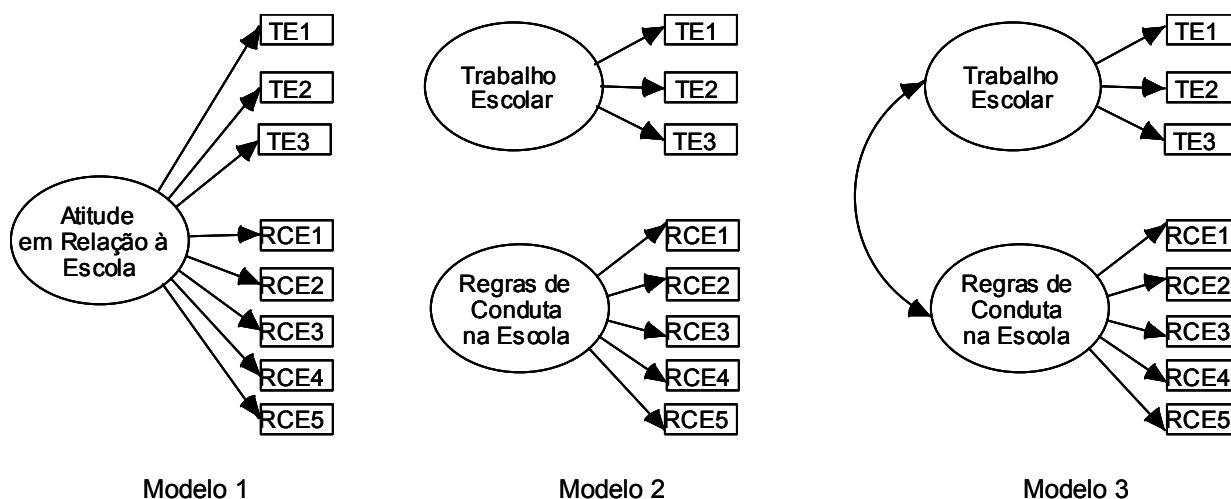 TE1
TE2
TE3
Atitude
em Relação à
Escola
RCE1
RCE2
RCE3
RCE4
RCE5
Modelo 1
TE1
Trabalho
Escolar
TE2
TE3
RCE1
Regras de
Conduta
na Escola
RCE2
RCE3
RCE4
RCE5
Modelo 2
TE1
Trabalho
Escolar
TE2
TE3
RCE1
Regras de
Conduta
na Escola
RCE2
RCE3
RCE4
RCE5
Modelo 3